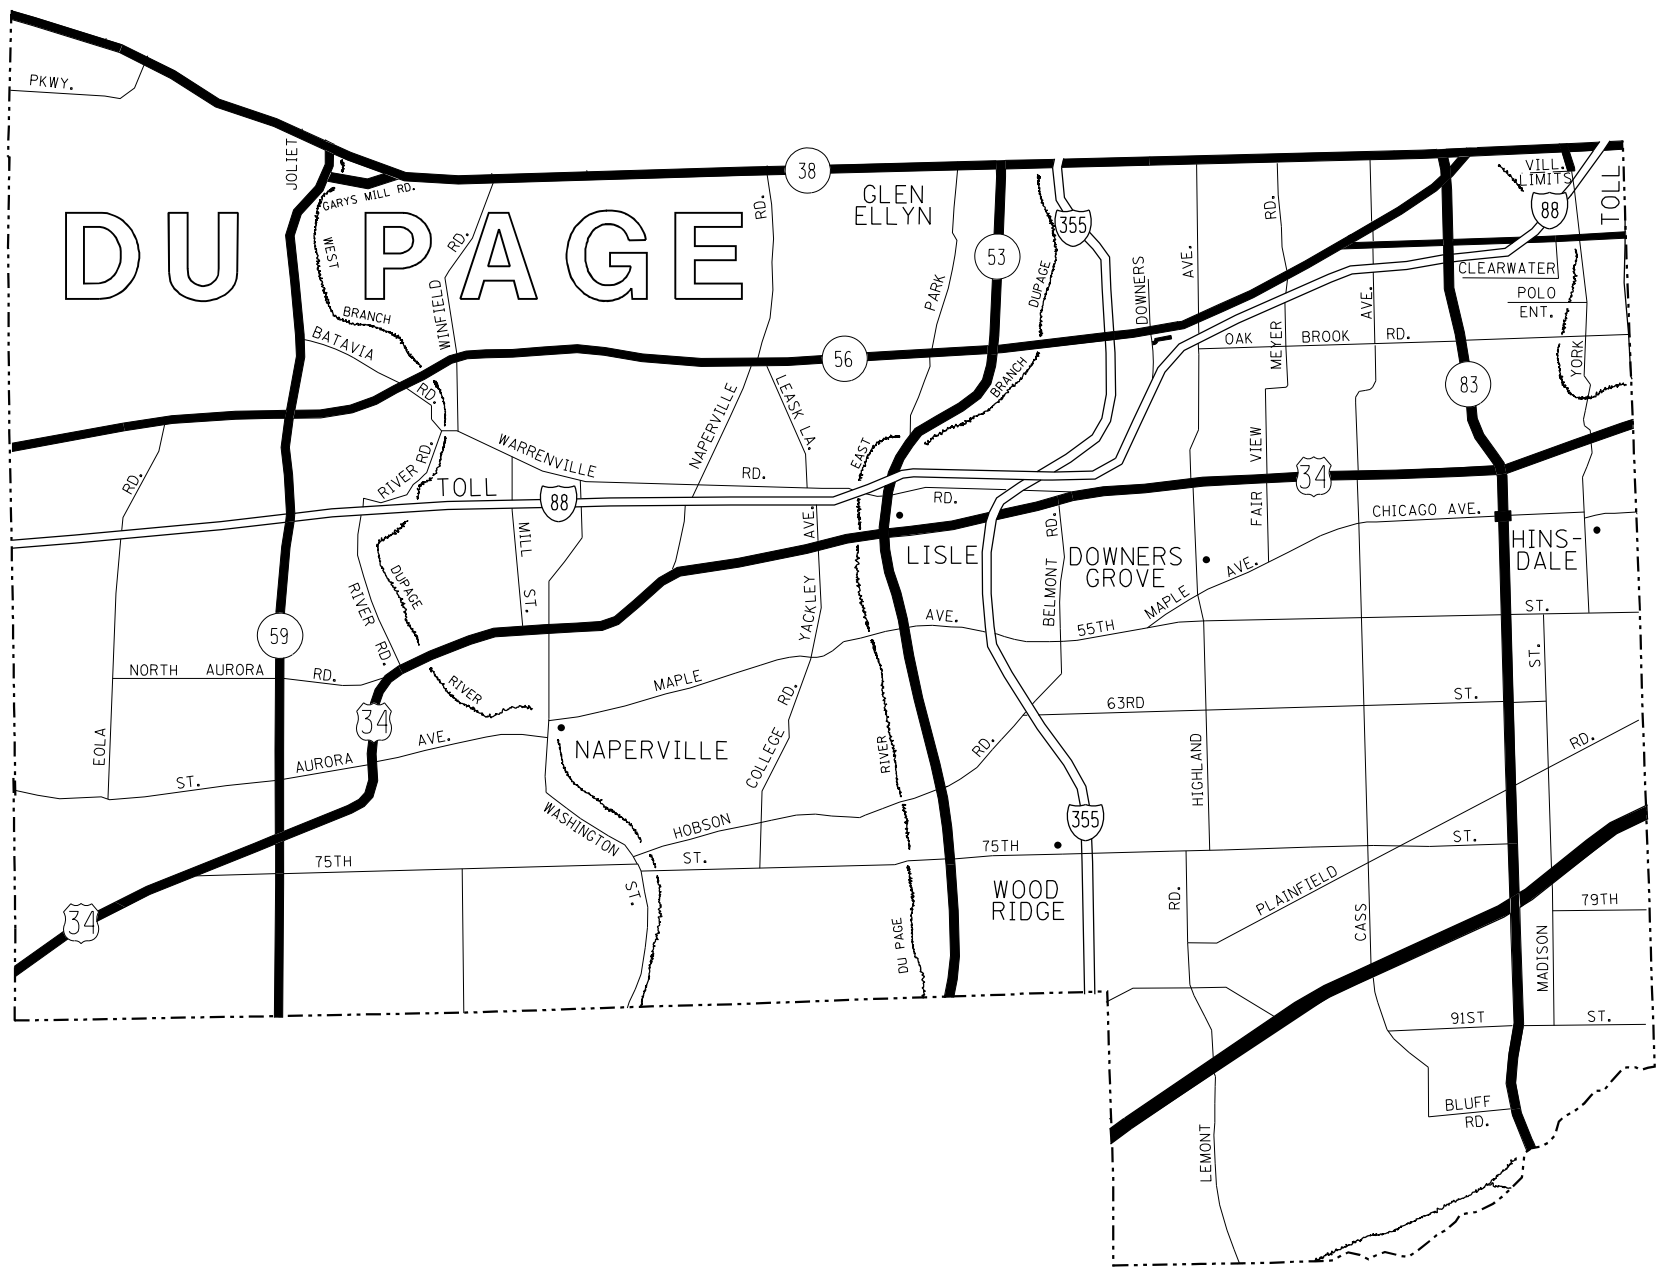 PKWY.
JOLIET
GARYS MILL RD.
38
GLEN
ELLYN
VILL.
LIMITS
TOLL
88
355
DU PAGE
WEST
BRANCH
WINFIELD
RD.
RD.
53
PARK
DUPAGE
BRANCH
DOWNERS
AVE.
RD.
MEYER
AVE.
CLEARWATER
POLO
ENT.
YORK
BATAVIA
RD.
56
OAK BROOK RD.
83
NAPERVILLE
LEASK LA.
EAST
RD.
RIVER RD.
WARRENVILLE
RD.
RD.
TOLL
88
34
FAIR VIEW
CHICAGO AVE.
HINS-
DALE
MILL
ST.
AVE.
YACKLEY
LISLE
BELMONT
RD.
DOWNERS
GROVE
MAPLE
AVE.
DUPAGE
RIVER
RD.
59
NORTH AURORA RD.
RIVER
34
MAPLE
AVE.
55TH
ST.
ST.
63RD
ST.
EOLA
ST.
AURORA
AVE.
NAPERVILLE
COLLEGE
RD.
RIVER
RD.
HIGHLAND
RD.
WASHINGTON
ST.
HOBSON
355
75TH
ST.
75TH
ST.
WOOD
RIDGE
RD.
PLAINFIELD
CASS
79TH
34
DU PAGE
MADISON
91ST
ST.
BLUFF
RD.
LEMONT